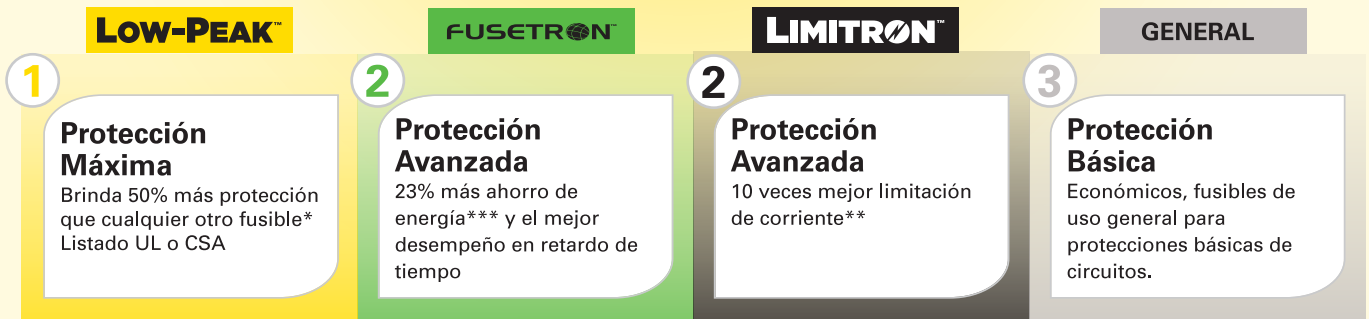 LOW-PEAK™
1
Protección
Máxima
Brinda 50% más protección
que cualquier otro fusible*
Listado UL o CSA
FUSETRON™
2
Protección
Avanzada
23% más ahorro de
energía*** y el mejor
desempeño en retardo de
tiempo
LIMITRON™
2
Protección
Avanzada
10 veces mejor limitación
de corriente**
GENERAL
3
Protección
Básica
Económicos, fusibles de
uso general para
protecciones básicas de
circuitos.